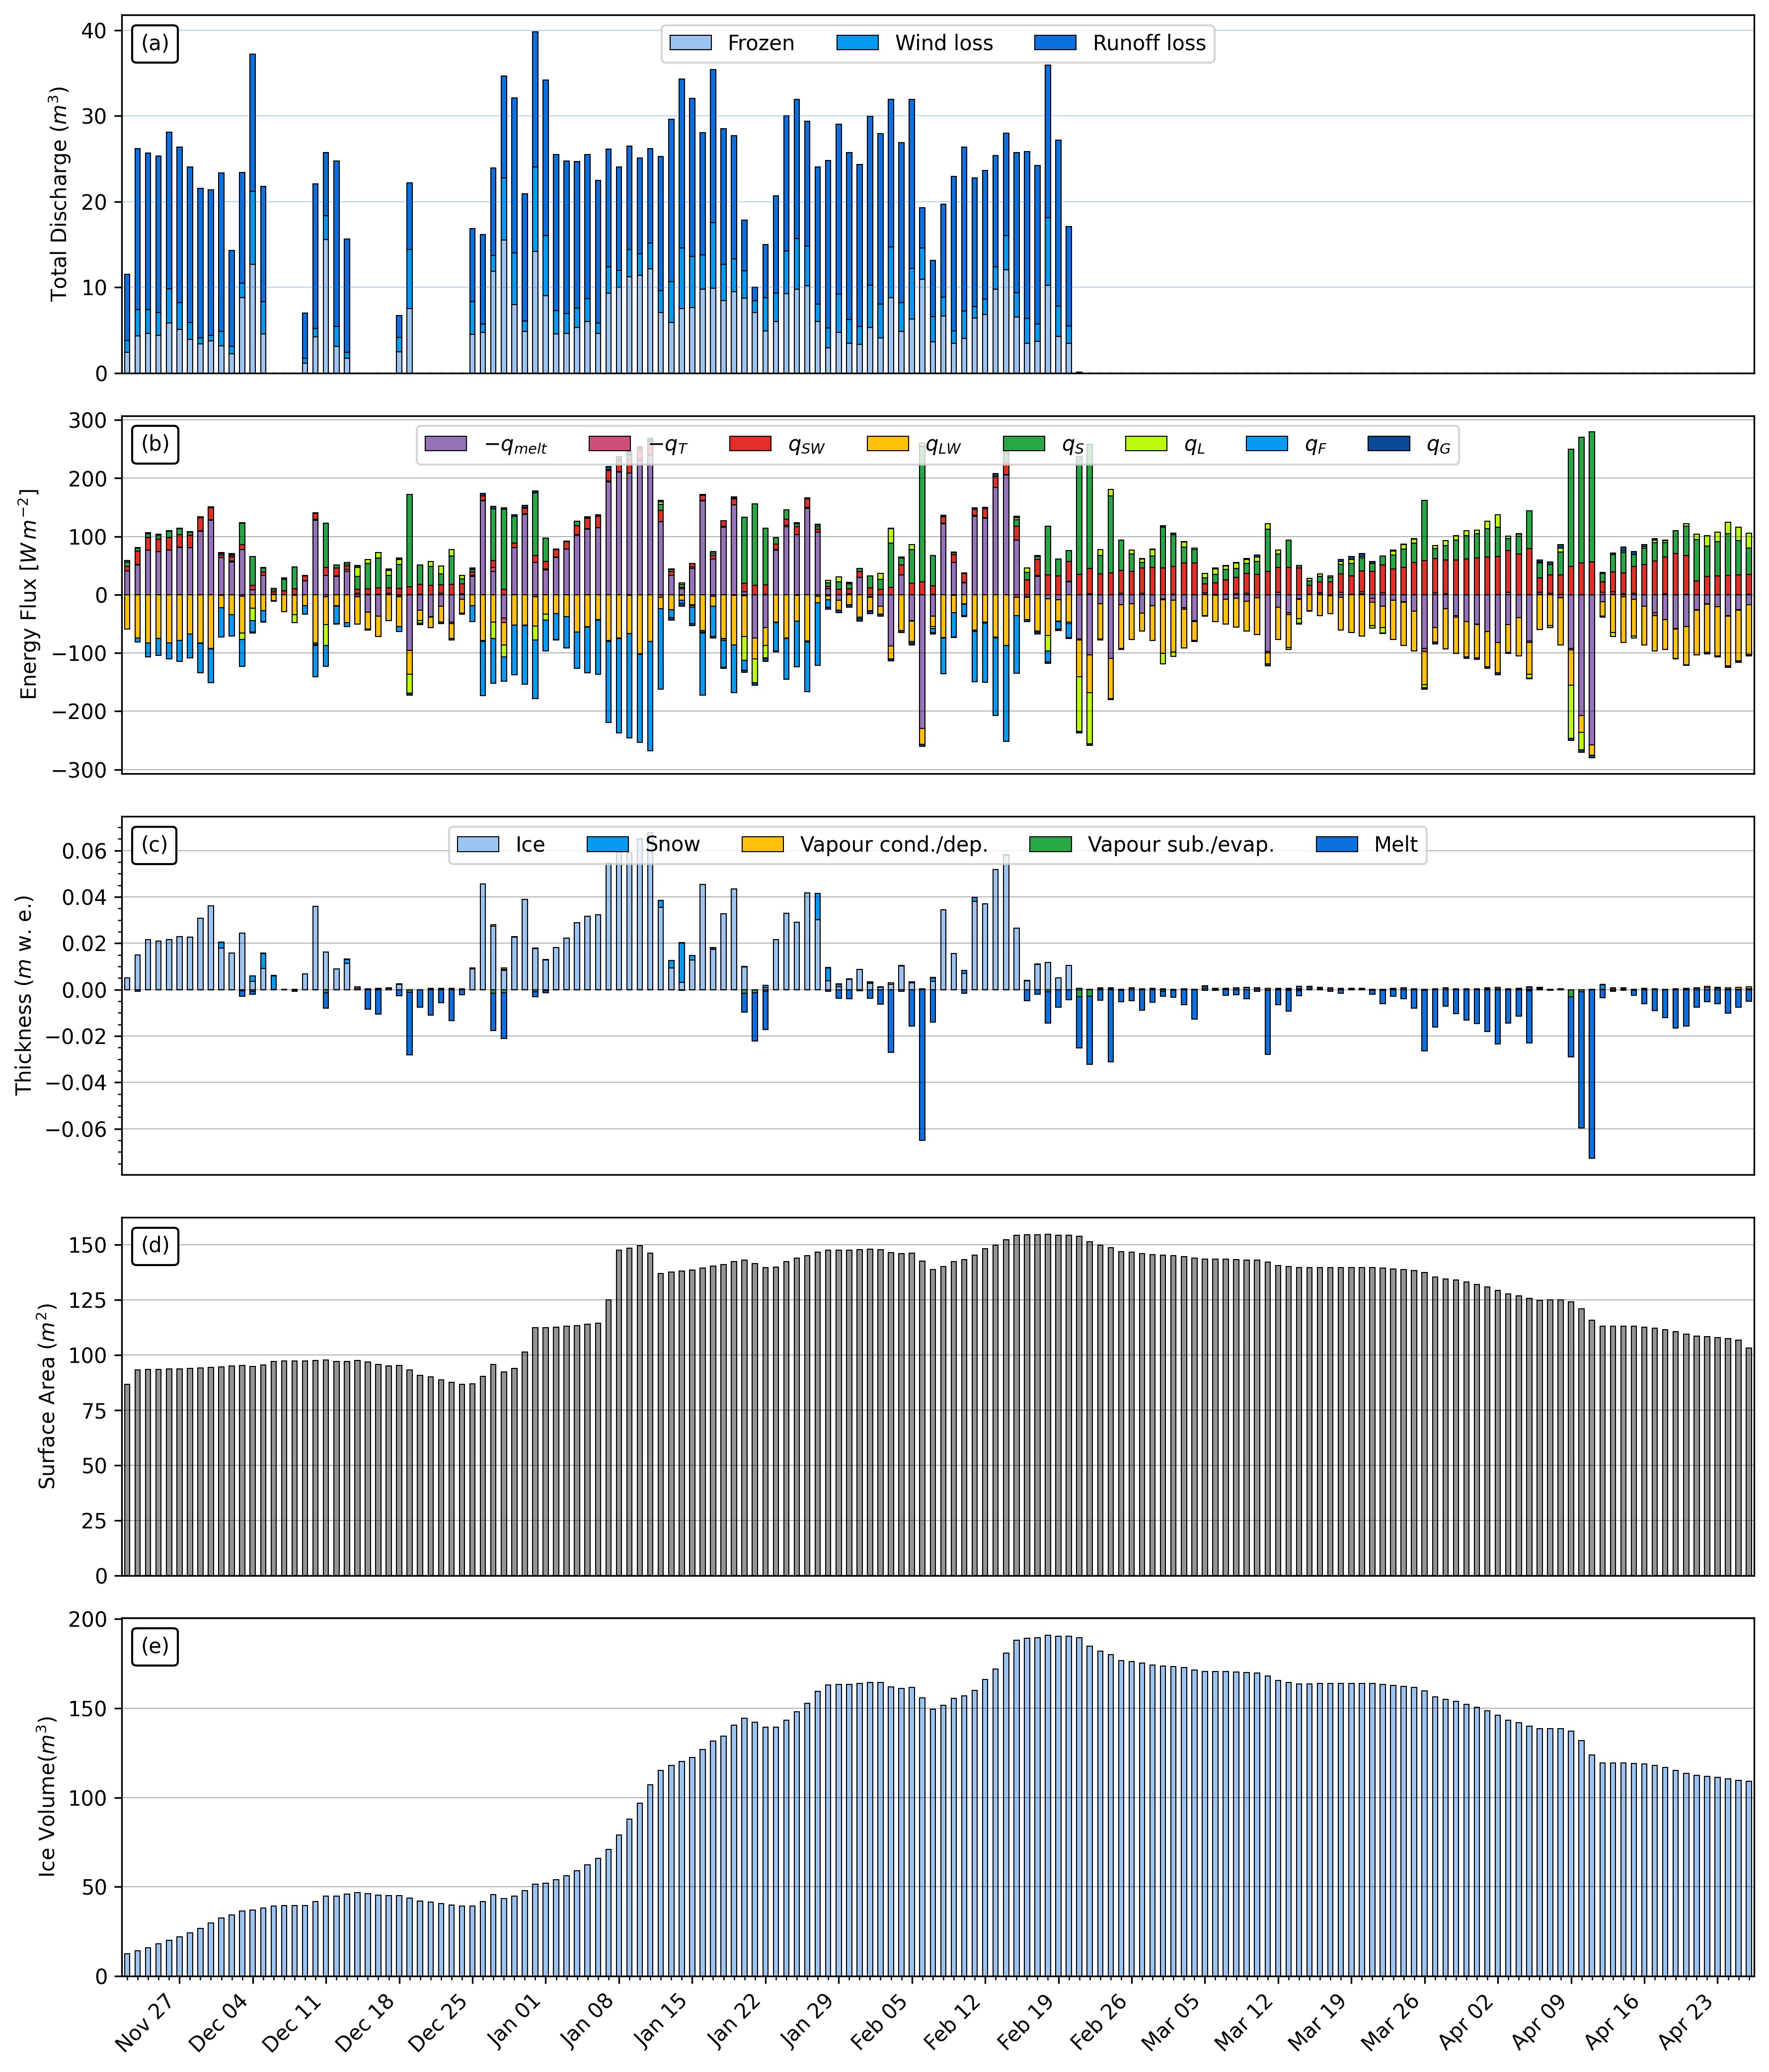 (a)
Frozen Wind loss Runoff loss
Total Discharge (m³)
40
30
20
10
0
(b)
−q_melt −q_T q_SW q_LW q_S q_L q_F q_G
Energy Flux [W m⁻²]
300
200
100
0
−100
−200
−300
(c)
Ice Snow Vapour cond./dep. Vapour sub./evap. Melt
Thickness (m w. e.)
0.06
0.04
0.02
0.00
−0.02
−0.04
−0.06
(d)
Surface Area (m²)
150
125
100
75
50
25
0
(e)
Ice Volume(m³)
200
150
100
50
0
Nov 27 Dec 04 Dec 11 Dec 18 Dec 25 Jan 01 Jan 08 Jan 15 Jan 22 Jan 29 Feb 05 Feb 12 Feb 19 Feb 26 Mar 05 Mar 12 Mar 19 Mar 26 Apr 02 Apr 09 Apr 16 Apr 23